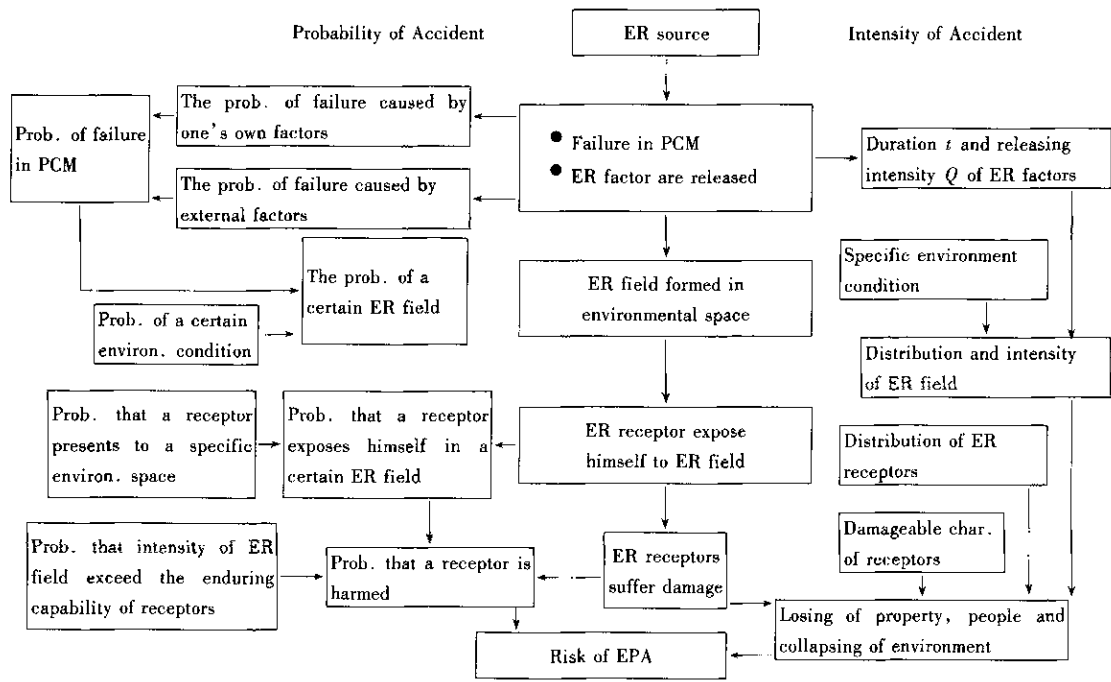 Probability of Accident
ER source
Intensity of Accident
The prob. of failure caused by
one's own factors
Prob. of failure
in PCM
● Failure in PCM
● ER factor are released
Duration t and releasing
intensity Q of ER factors
The prob. of failure caused by
external factors
Specific environment
condition
The prob. of a
certain ER field
ER field formed in
environmental space
Prob. of a certain
environ. condition
Distribution and intensity
of ER field
Prob. that a receptor
presents to a specific
environ. space
Prob. that a receptor
exposes himself in a
certain ER field
ER receptor expose
himself to ER field
Distribution of ER
receptors
Damageable char.
of receptors
Prob. that intensity of ER
field exceed the enduring
capability of receptors
Prob. that a receptor is
harmed
ER receptors
suffer damage
Losing of property, people and
collapsing of environment
Risk of EPA